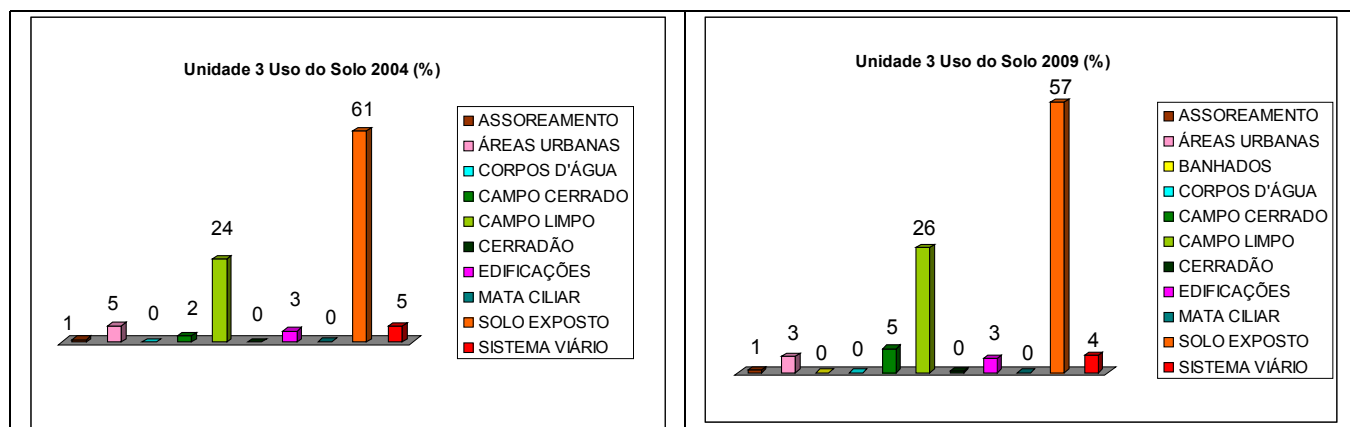 Unidade 3 Uso do Solo 2004 (%)
1
5
0
2
24
0
3
0
61
5
ASSOREAMENTO
ÁREAS URBANAS
CORPOS D'ÁGUA
CAMPO CERRADO
CAMPO LIMPO
CERRADÃO
EDIFICAÇÕES
MATA CILIAR
SOLO EXPOSTO
SISTEMA VIÁRIO
Unidade 3 Uso do Solo 2009 (%)
1
3
0
0
5
26
0
3
0
57
4
ASSOREAMENTO
ÁREAS URBANAS
BANHADOS
CORPOS D'ÁGUA
CAMPO CERRADO
CAMPO LIMPO
CERRADÃO
EDIFICAÇÕES
MATA CILIAR
SOLO EXPOSTO
SISTEMA VIÁRIO